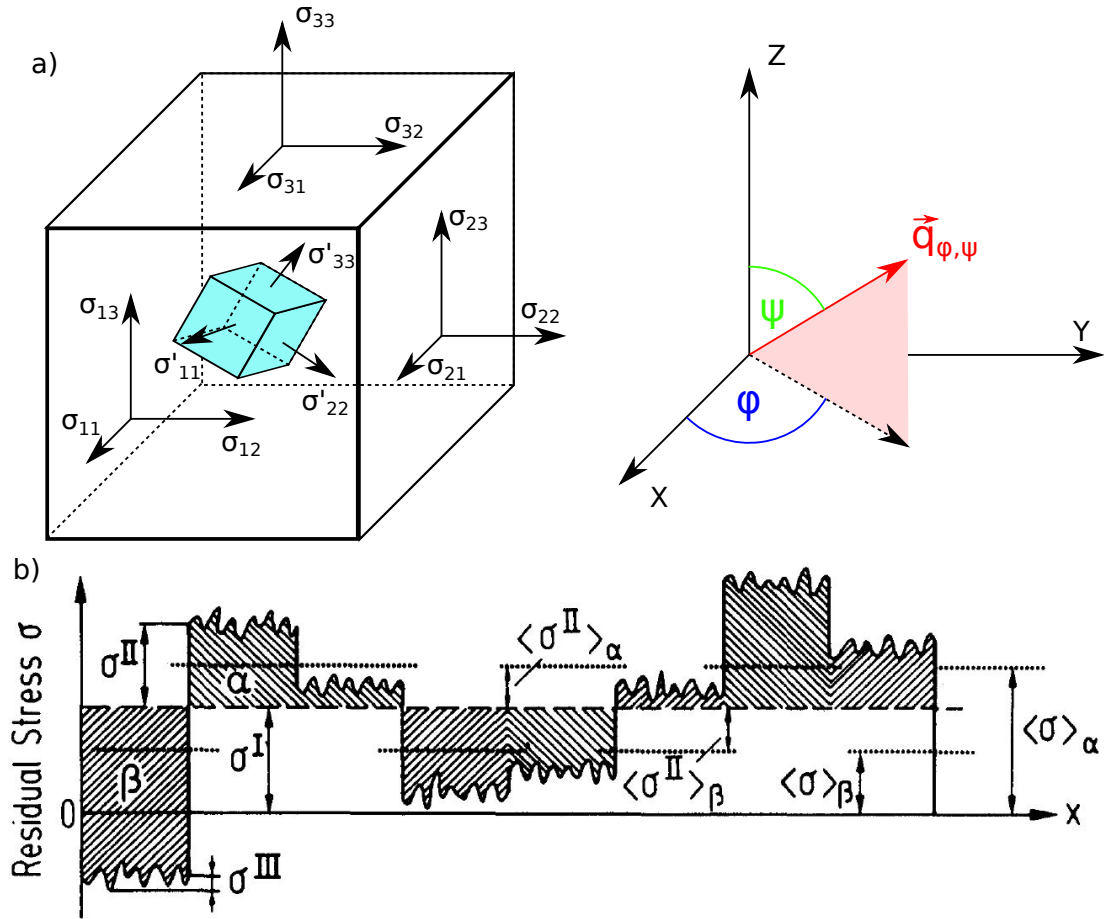 a)
σ33
σ32
σ31
σ23
σ22
σ21
σ13
σ12
σ11
σ'33
σ'11
σ'22
Z
Y
X
q⃗φ,ψ
ψ
φ
b)
Residual Stress σ
0
x
σII
α
β
σI
σIII
⟨σII⟩α
⟨σII⟩β
⟨σ⟩β
⟨σ⟩α